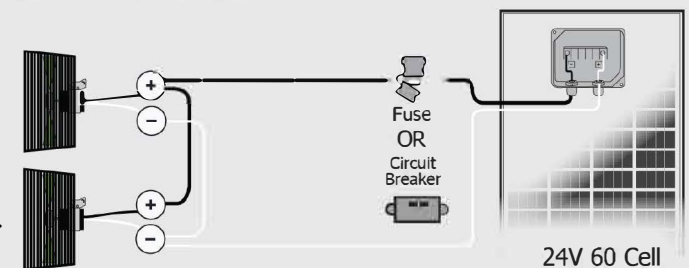 +
−
+
−
Fuse
OR
Circuit
Breaker
− +
24V 60 Cell